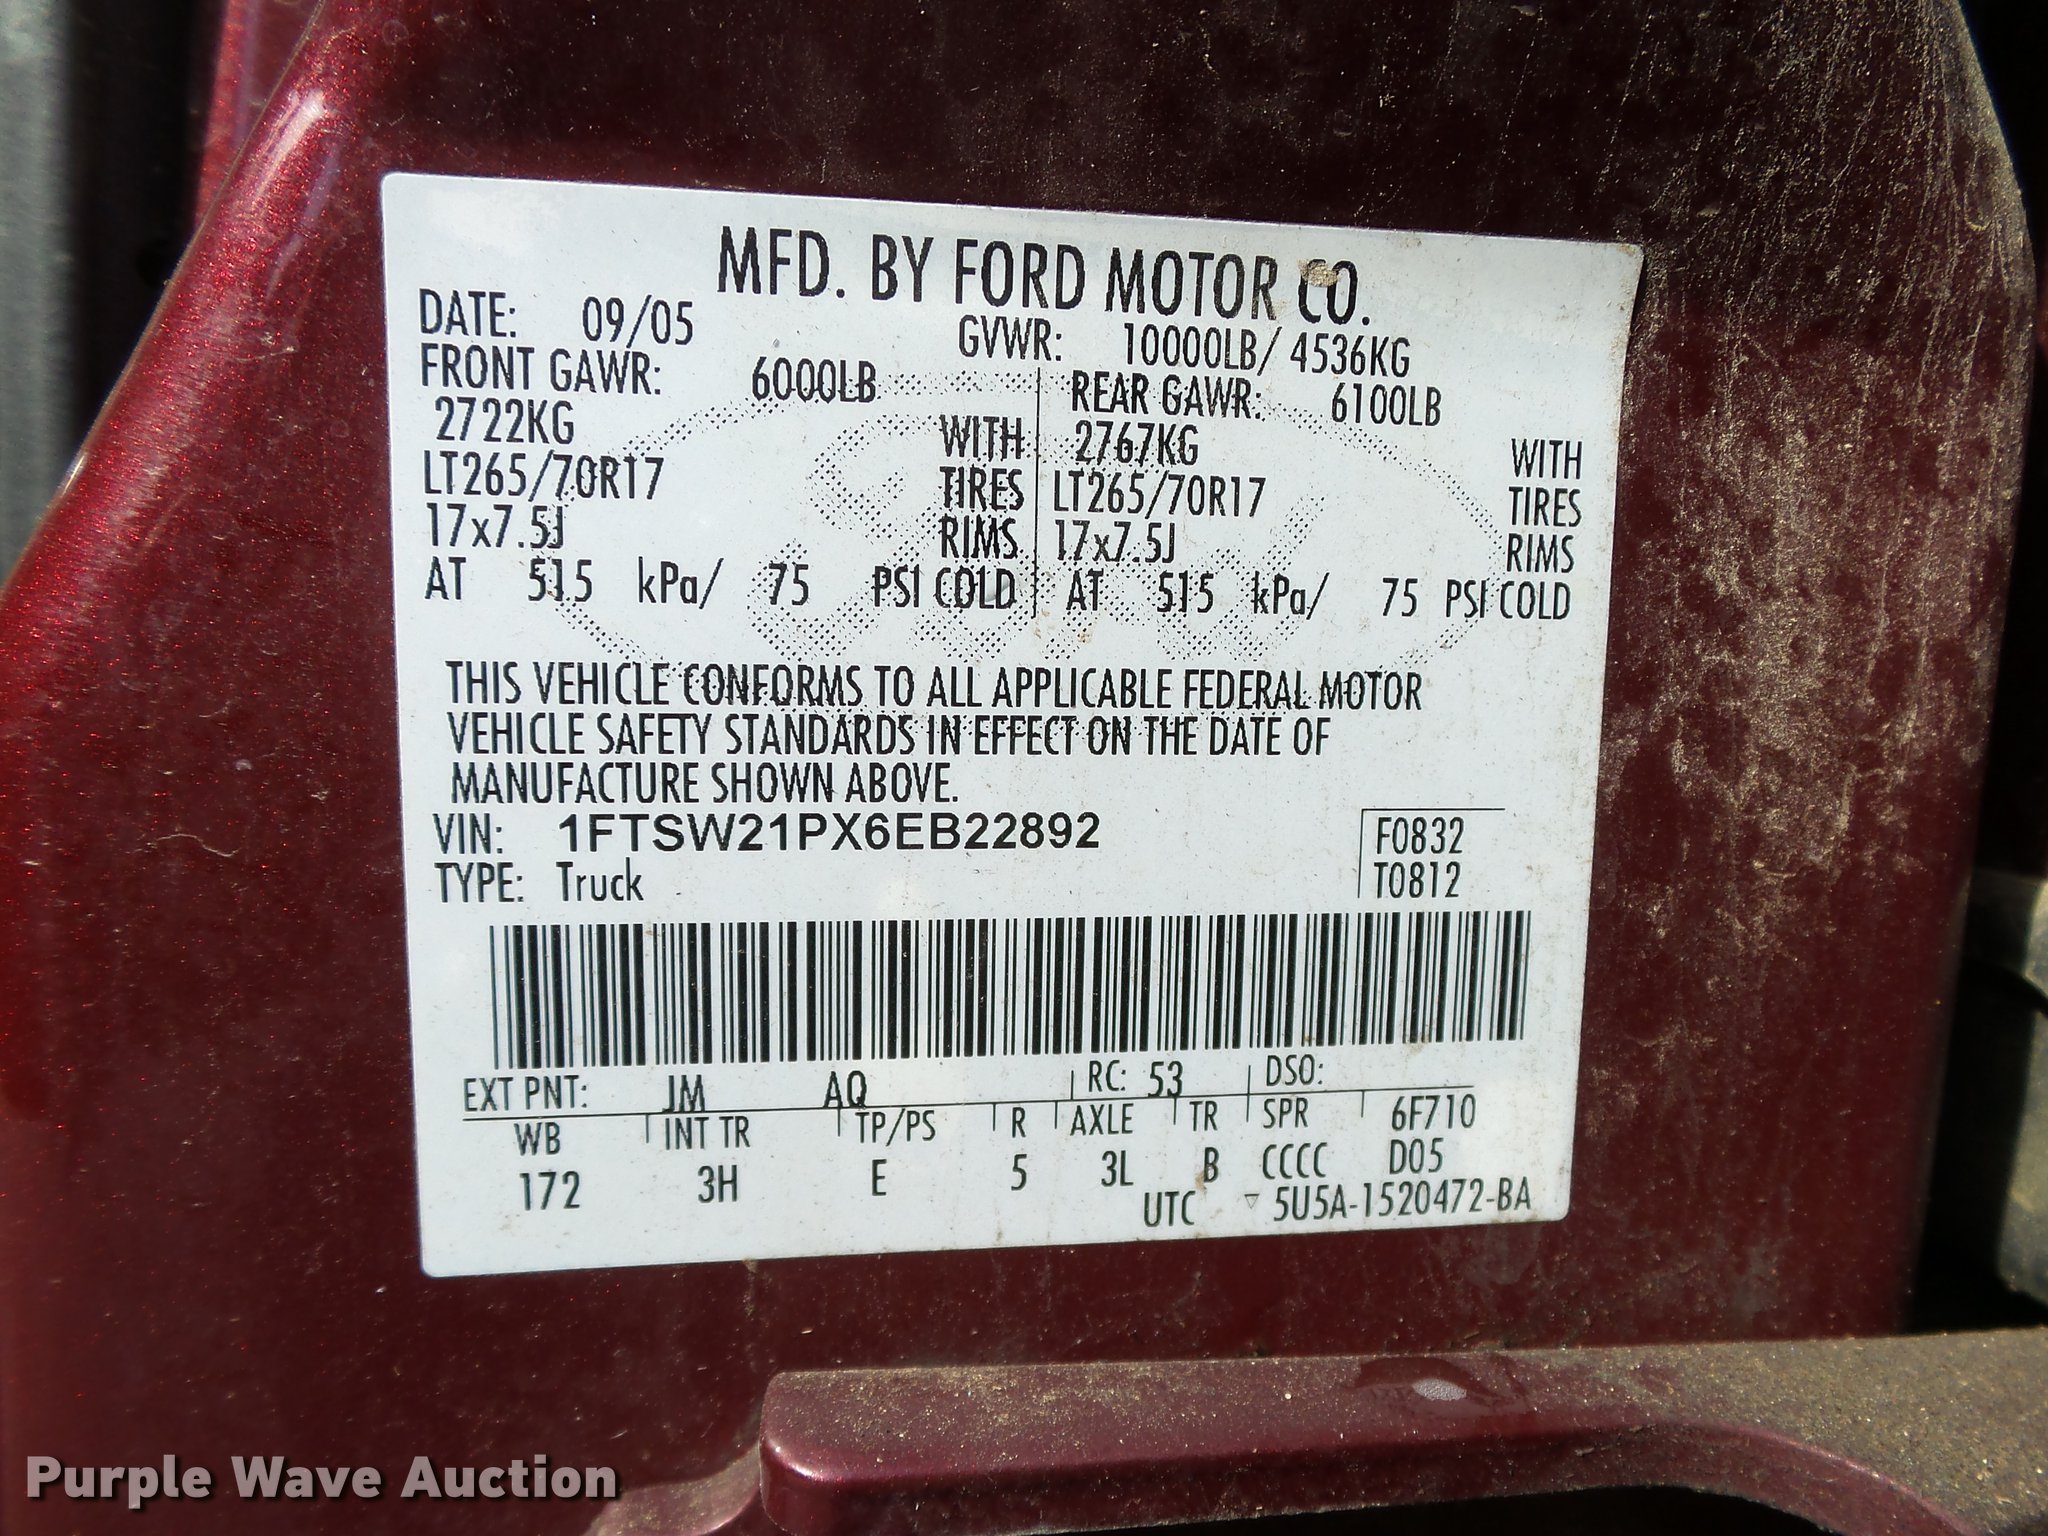 MFD. BY FORD MOTOR CO.
DATE: 09/05 GVWR: 10000LB/ 4536KG
FRONT GAWR: 6000LB REAR GAWR: 6100LB
2722KG WITH 2767KG WITH
LT265/70R17 TIRES LT265/70R17 TIRES
17x7.5J RIMS 17x7.5J RIMS
AT 515 kPa/ 75 PSI COLD AT 515 kPa/ 75 PSI COLD
THIS VEHICLE CONFORMS TO ALL APPLICABLE FEDERAL MOTOR
VEHICLE SAFETY STANDARDS IN EFFECT ON THE DATE OF
MANUFACTURE SHOWN ABOVE.
VIN: 1FTSW21PX6EB22892 F0832
TYPE: Truck T0812
EXT PNT: JM AQ RC: 53 DSO:
WB INT TR TP/PS R AXLE TR SPR 6F710
172 3H E 5 3L B CCCC D05
UTC ▽ 5U5A-1520472-BA
Purple Wave Auction